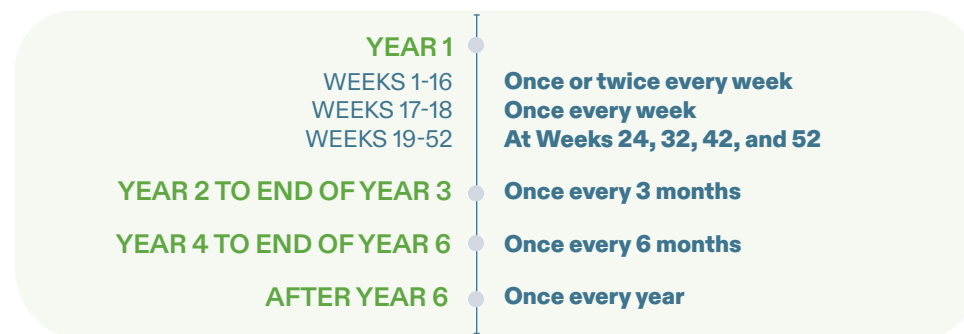 YEAR 1
WEEKS 1-16 Once or twice every week
WEEKS 17-18 Once every week
WEEKS 19-52 At Weeks 24, 32, 42, and 52
YEAR 2 TO END OF YEAR 3 Once every 3 months
YEAR 4 TO END OF YEAR 6 Once every 6 months
AFTER YEAR 6 Once every year